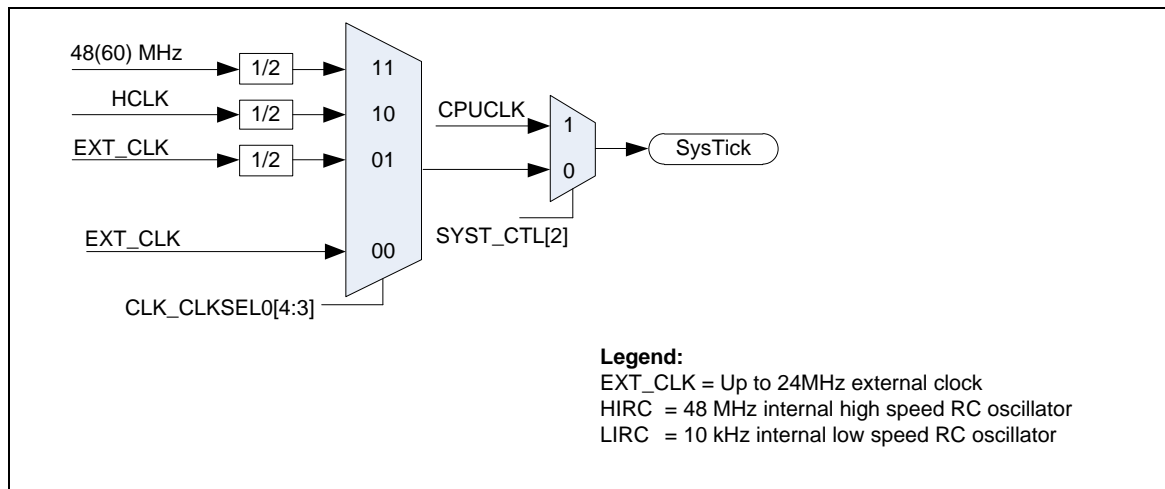 48(60) MHz
1/2
11
HCLK
1/2
10
CPUCLK
1
EXT_CLK
1/2
01
SysTick
0
SYST_CTL[2]
EXT_CLK
00
CLK_CLKSEL0[4:3]
Legend:
EXT_CLK = Up to 24MHz external clock
HIRC = 48 MHz internal high speed RC oscillator
LIRC = 10 kHz internal low speed RC oscillator